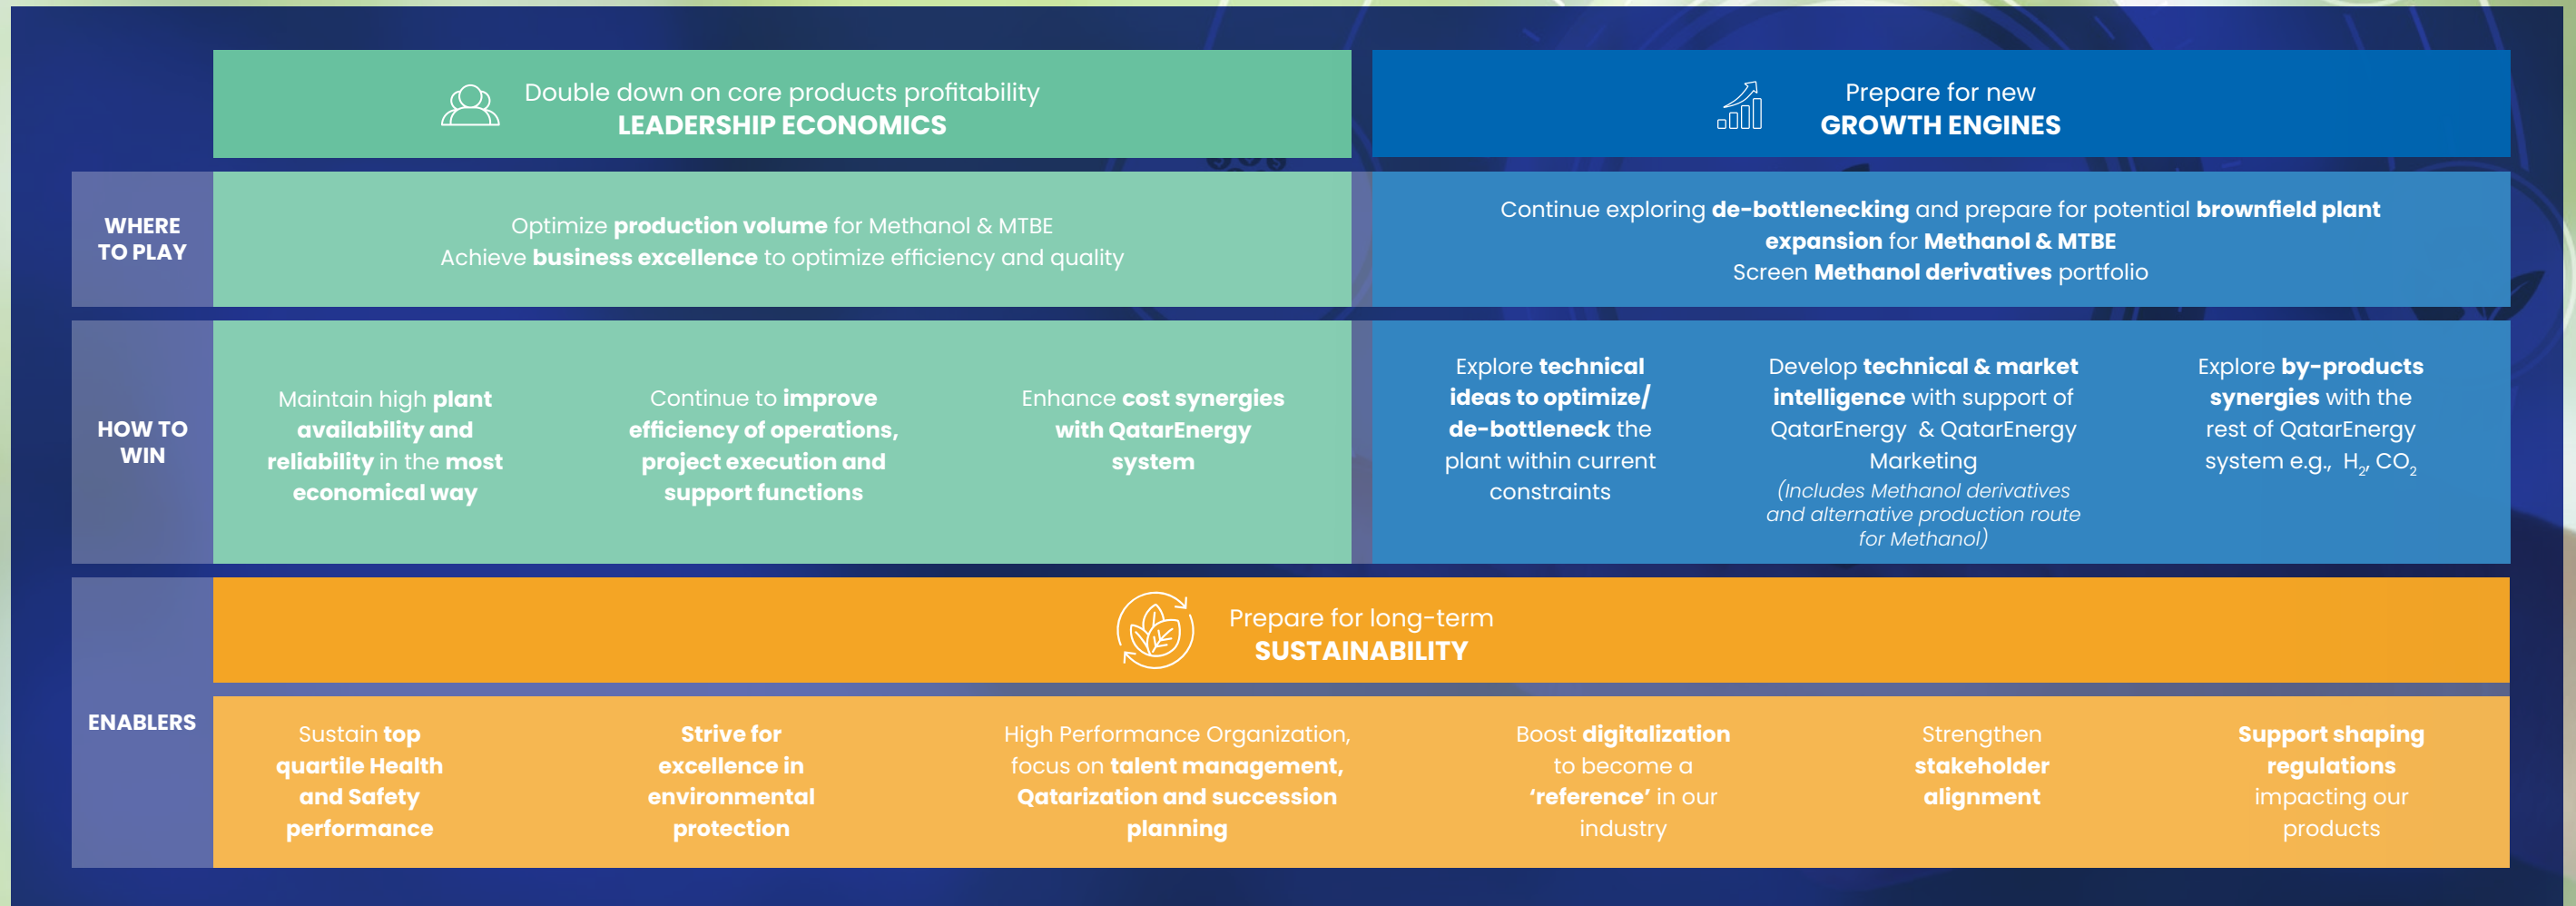 Double down on core products profitability
LEADERSHIP ECONOMICS
Prepare for new
GROWTH ENGINES
WHERE
TO PLAY
Optimize production volume for Methanol & MTBE
Achieve business excellence to optimize efficiency and quality
Continue exploring de-bottlenecking and prepare for potential brownfield plant
expansion for Methanol & MTBE
Screen Methanol derivatives portfolio
HOW TO
WIN
Maintain high plant
availability and
reliability in the most
economical way
Continue to improve
efficiency of operations,
project execution and
support functions
Enhance cost synergies
with QatarEnergy
system
Explore technical
ideas to optimize/
de-bottleneck the
plant within current
constraints
Develop technical & market
intelligence with support of
QatarEnergy & QatarEnergy
Marketing
(Includes Methanol derivatives
and alternative production route
for Methanol)
Explore by-products
synergies with the
rest of QatarEnergy
system e.g., H₂, CO₂
ENABLERS
Prepare for long-term
SUSTAINABILITY
Sustain top
quartile Health
and Safety
performance
Strive for
excellence in
environmental
protection
High Performance Organization,
focus on talent management,
Qatarization and succession
planning
Boost digitalization
to become a
‘reference’ in our
industry
Strengthen
stakeholder
alignment
Support shaping
regulations
impacting our
products